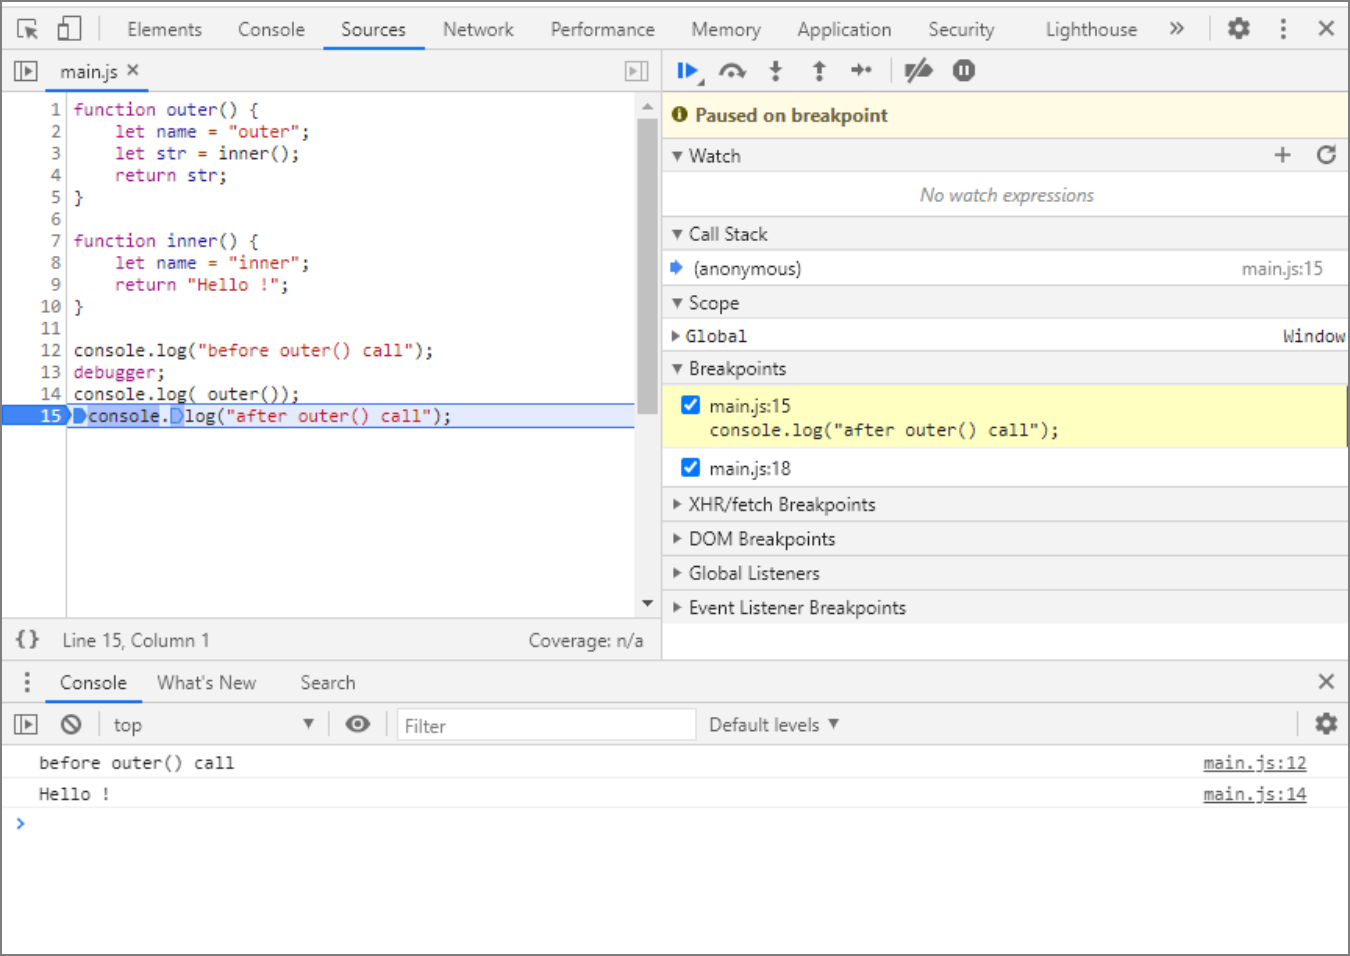 Elements Console Sources Network Performance Memory Application Security Lighthouse »
main.js ×
1 function outer() {
2     let name = "outer";
3     let str = inner();
4     return str;
5 }
6
7 function inner() {
8     let name = "inner";
9     return "Hello !";
10 }
11
12 console.log("before outer() call");
13 debugger;
14 console.log( outer());
15 console.log("after outer() call");
{} Line 15, Column 1 Coverage: n/a
Paused on breakpoint
Watch
No watch expressions
Call Stack
(anonymous) main.js:15
Scope
Global Window
Breakpoints
main.js:15
console.log("after outer() call");
main.js:18
XHR/fetch Breakpoints
DOM Breakpoints
Global Listeners
Event Listener Breakpoints
Console What's New Search
top Filter Default levels
before outer() call main.js:12
Hello ! main.js:14